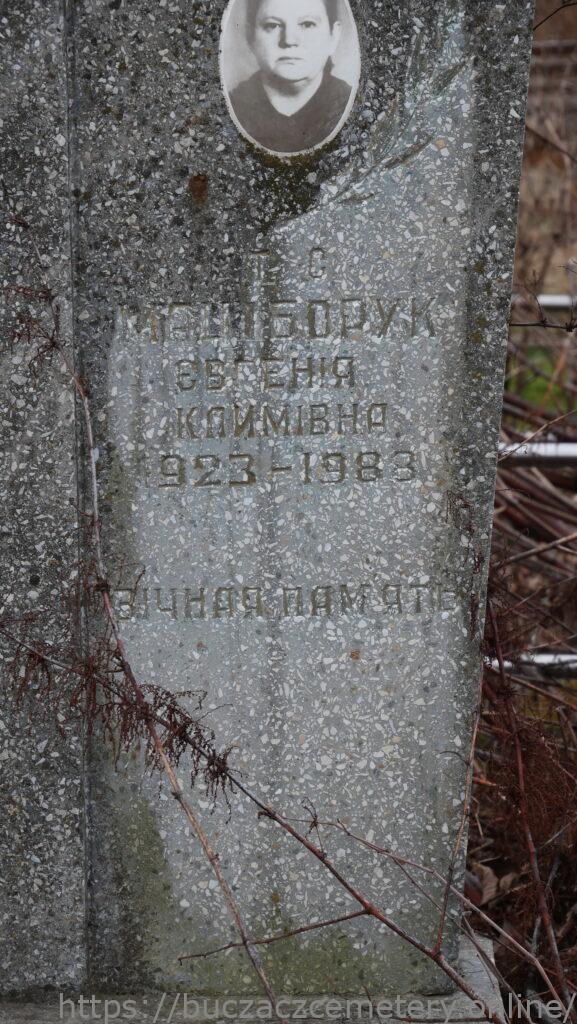 ЄВГЕНІЯ
КЛИМІВНА
1923-1983
ВІЧНАЯ ПАМ'ЯТЬ
https://buczaczcemetery.online/